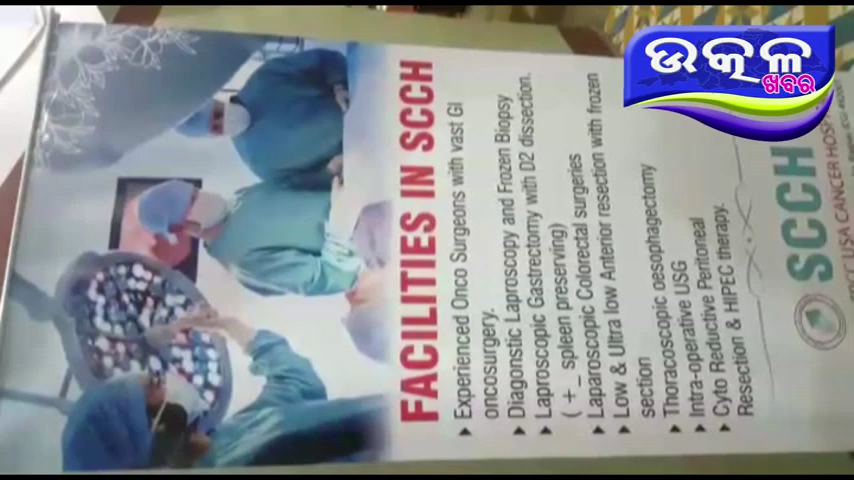 ଉତ୍କଳ
ଖବର
FACILITIES IN SCCH
Experienced Onco Surgeons with vast GI
oncosurgery.
Diagonstic Laproscopy and Frozen Biopsy
Laproscopic Gastrectomy with D2 dissection.
( +_ spleen preserving)
Laparoscopic Colorectal surgeries
Low & Ultra low Anterior resection with frozen
section
Thoracoscopic oesophagectomy
Intra-operative USG
Cyto Reductive Peritoneal
Resection & HIPEC therapy.
SCCH
USA CANCER